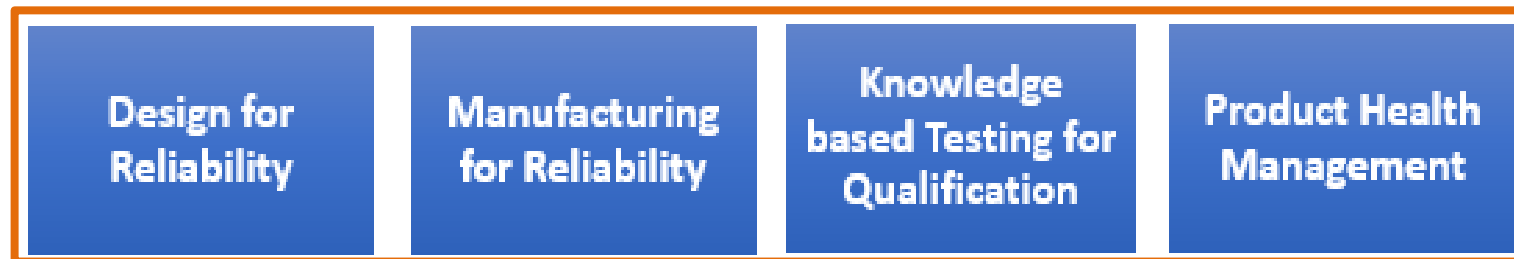 Design for
Reliability
Manufacturing
for Reliability
Knowledge
based Testing for
Qualification
Product Health
Management